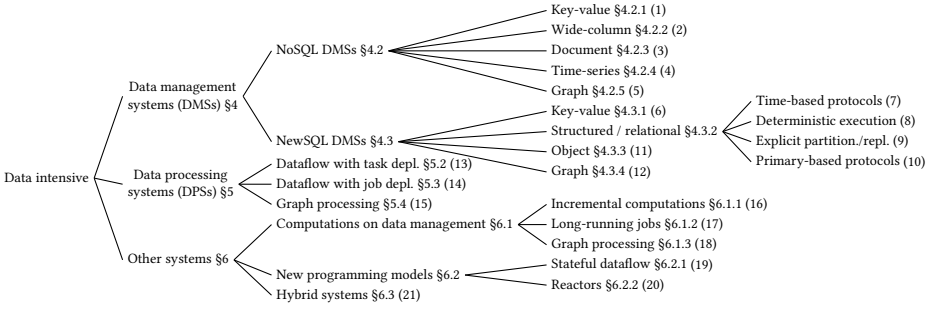 Data intensive
Data management
systems (DMSs) §4
NoSQL DMSs §4.2
Key-value §4.2.1 (1)
Wide-column §4.2.2 (2)
Document §4.2.3 (3)
Time-series §4.2.4 (4)
Graph §4.2.5 (5)
NewSQL DMSs §4.3
Key-value §4.3.1 (6)
Structured / relational §4.3.2
Time-based protocols (7)
Deterministic execution (8)
Explicit partition./repl. (9)
Primary-based protocols (10)
Object §4.3.3 (11)
Graph §4.3.4 (12)
Data processing
systems (DPSs) §5
Dataflow with task depl. §5.2 (13)
Dataflow with job depl. §5.3 (14)
Graph processing §5.4 (15)
Other systems §6
Computations on data management §6.1
Incremental computations §6.1.1 (16)
Long-running jobs §6.1.2 (17)
Graph processing §6.1.3 (18)
New programming models §6.2
Stateful dataflow §6.2.1 (19)
Reactors §6.2.2 (20)
Hybrid systems §6.3 (21)